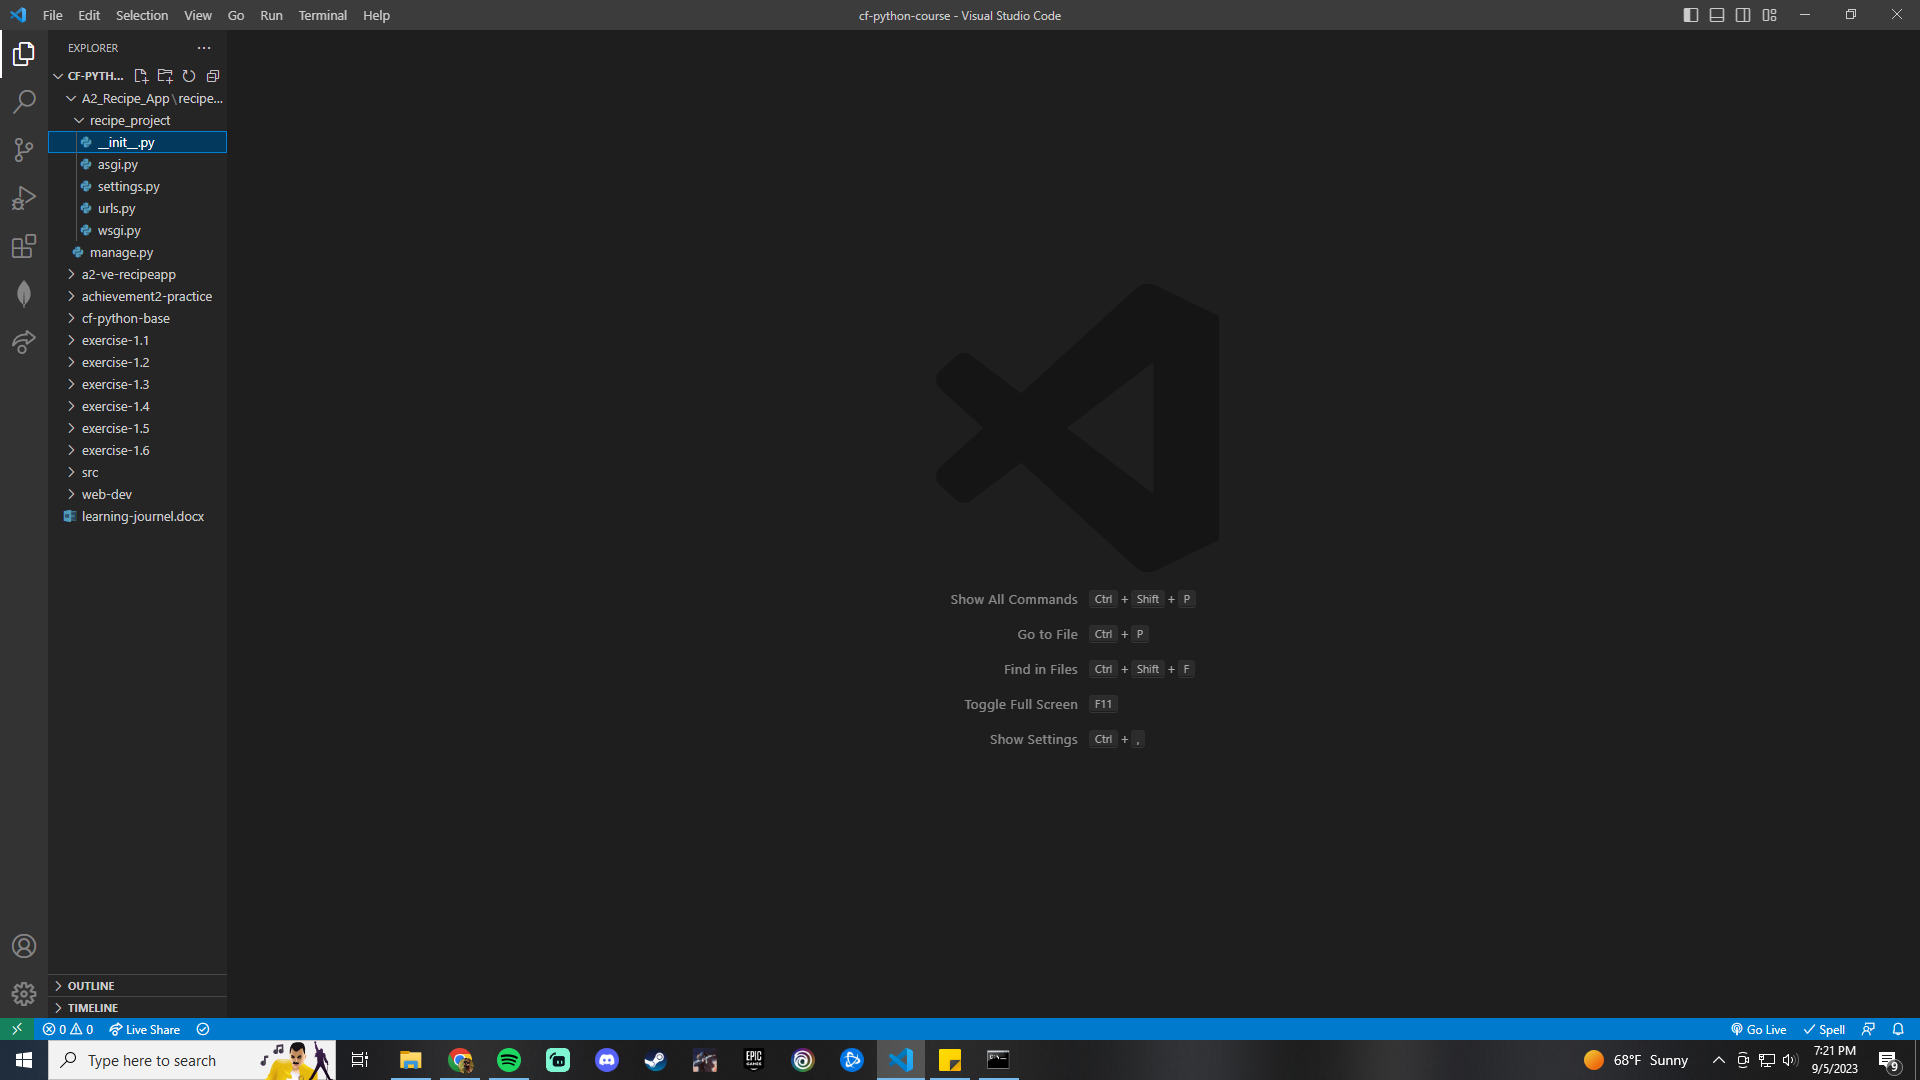 File Edit Selection View Go Run Terminal Help
cf-python-course - Visual Studio Code
EXPLORER
CF-PYTH...
A2_Recipe_App\recipe...
recipe_project
__init__.py
asgi.py
settings.py
urls.py
wsgi.py
manage.py
a2-ve-recipeapp
achievement2-practice
cf-python-base
exercise-1.1
exercise-1.2
exercise-1.3
exercise-1.4
exercise-1.5
exercise-1.6
src
web-dev
learning-journel.docx
Show All Commands Ctrl + Shift + P
Go to File Ctrl + P
Find in Files Ctrl + Shift + F
Toggle Full Screen F11
Show Settings Ctrl + ,
OUTLINE
TIMELINE
0 0 Live Share
Go Live Spell
Type here to search
EPIC GAMES
68°F Sunny
7:21 PM
9/5/2023
9